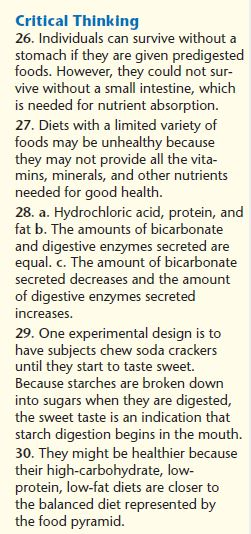 Critical Thinking
26. Individuals can survive without a
stomach if they are given predigested
foods. However, they could not sur-
vive without a small intestine, which
is needed for nutrient absorption.
27. Diets with a limited variety of
foods may be unhealthy because
they may not provide all the vita-
mins, minerals, and other nutrients
needed for good health.
28. a. Hydrochloric acid, protein, and
fat b. The amounts of bicarbonate
and digestive enzymes secreted are
equal. c. The amount of bicarbonate
secreted decreases and the amount
of digestive enzymes secreted
increases.
29. One experimental design is to
have subjects chew soda crackers
until they start to taste sweet.
Because starches are broken down
into sugars when they are digested,
the sweet taste is an indication that
starch digestion begins in the mouth.
30. They might be healthier because
their high-carbohydrate, low-
protein, low-fat diets are closer to
the balanced diet represented by
the food pyramid.